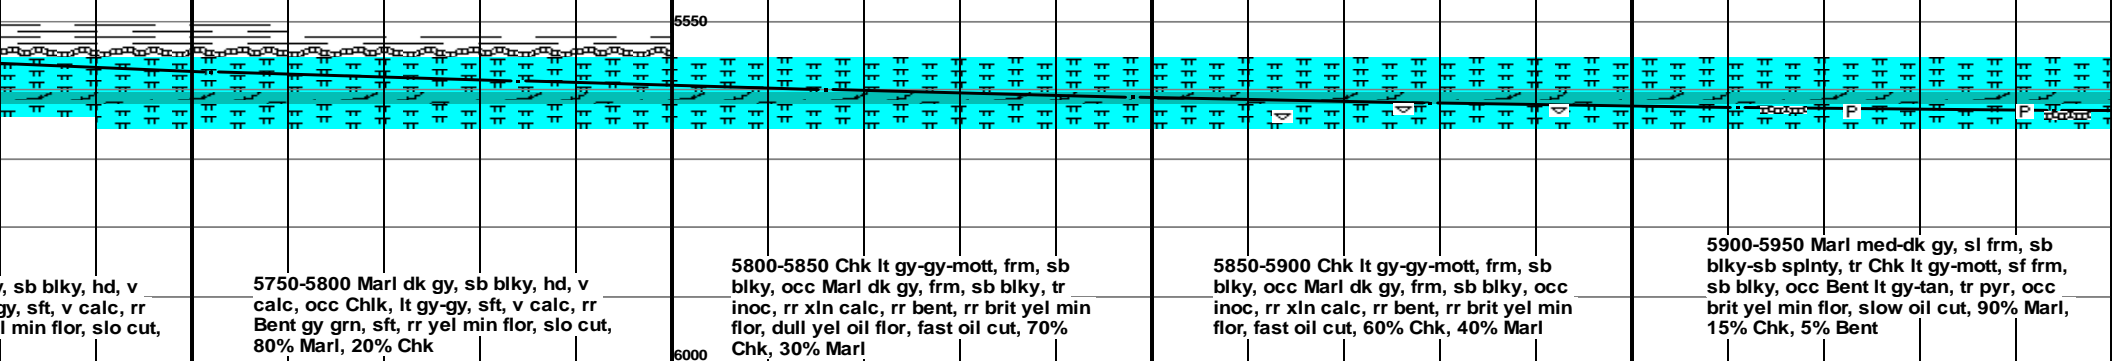 5550
, sb blky, hd, v
gy, sft, v calc, rr
l min flor, slo cut,
5750-5800 Marl dk gy, sb blky, hd, v
calc, occ Chlk, lt gy-gy, sft, v calc, rr
Bent gy grn, sft, rr yel min flor, slo cut,
80% Marl, 20% Chk
6000
5800-5850 Chk lt gy-gy-mott, frm, sb
blky, occ Marl dk gy, frm, sb blky, tr
inoc, rr xln calc, rr bent, rr brit yel min
flor, dull yel oil flor, fast oil cut, 70%
Chk, 30% Marl
5850-5900 Chk lt gy-gy-mott, frm, sb
blky, occ Marl dk gy, frm, sb blky, occ
inoc, rr xln calc, rr bent, rr brit yel min
flor, fast oil cut, 60% Chk, 40% Marl
P
P
5900-5950 Marl med-dk gy, sl frm, sb
blky-sb splnty, tr Chk lt gy-mott, sf frm,
sb blky, occ Bent lt gy-tan, tr pyr, occ
brit yel min flor, slow oil cut, 90% Marl,
15% Chk, 5% Bent